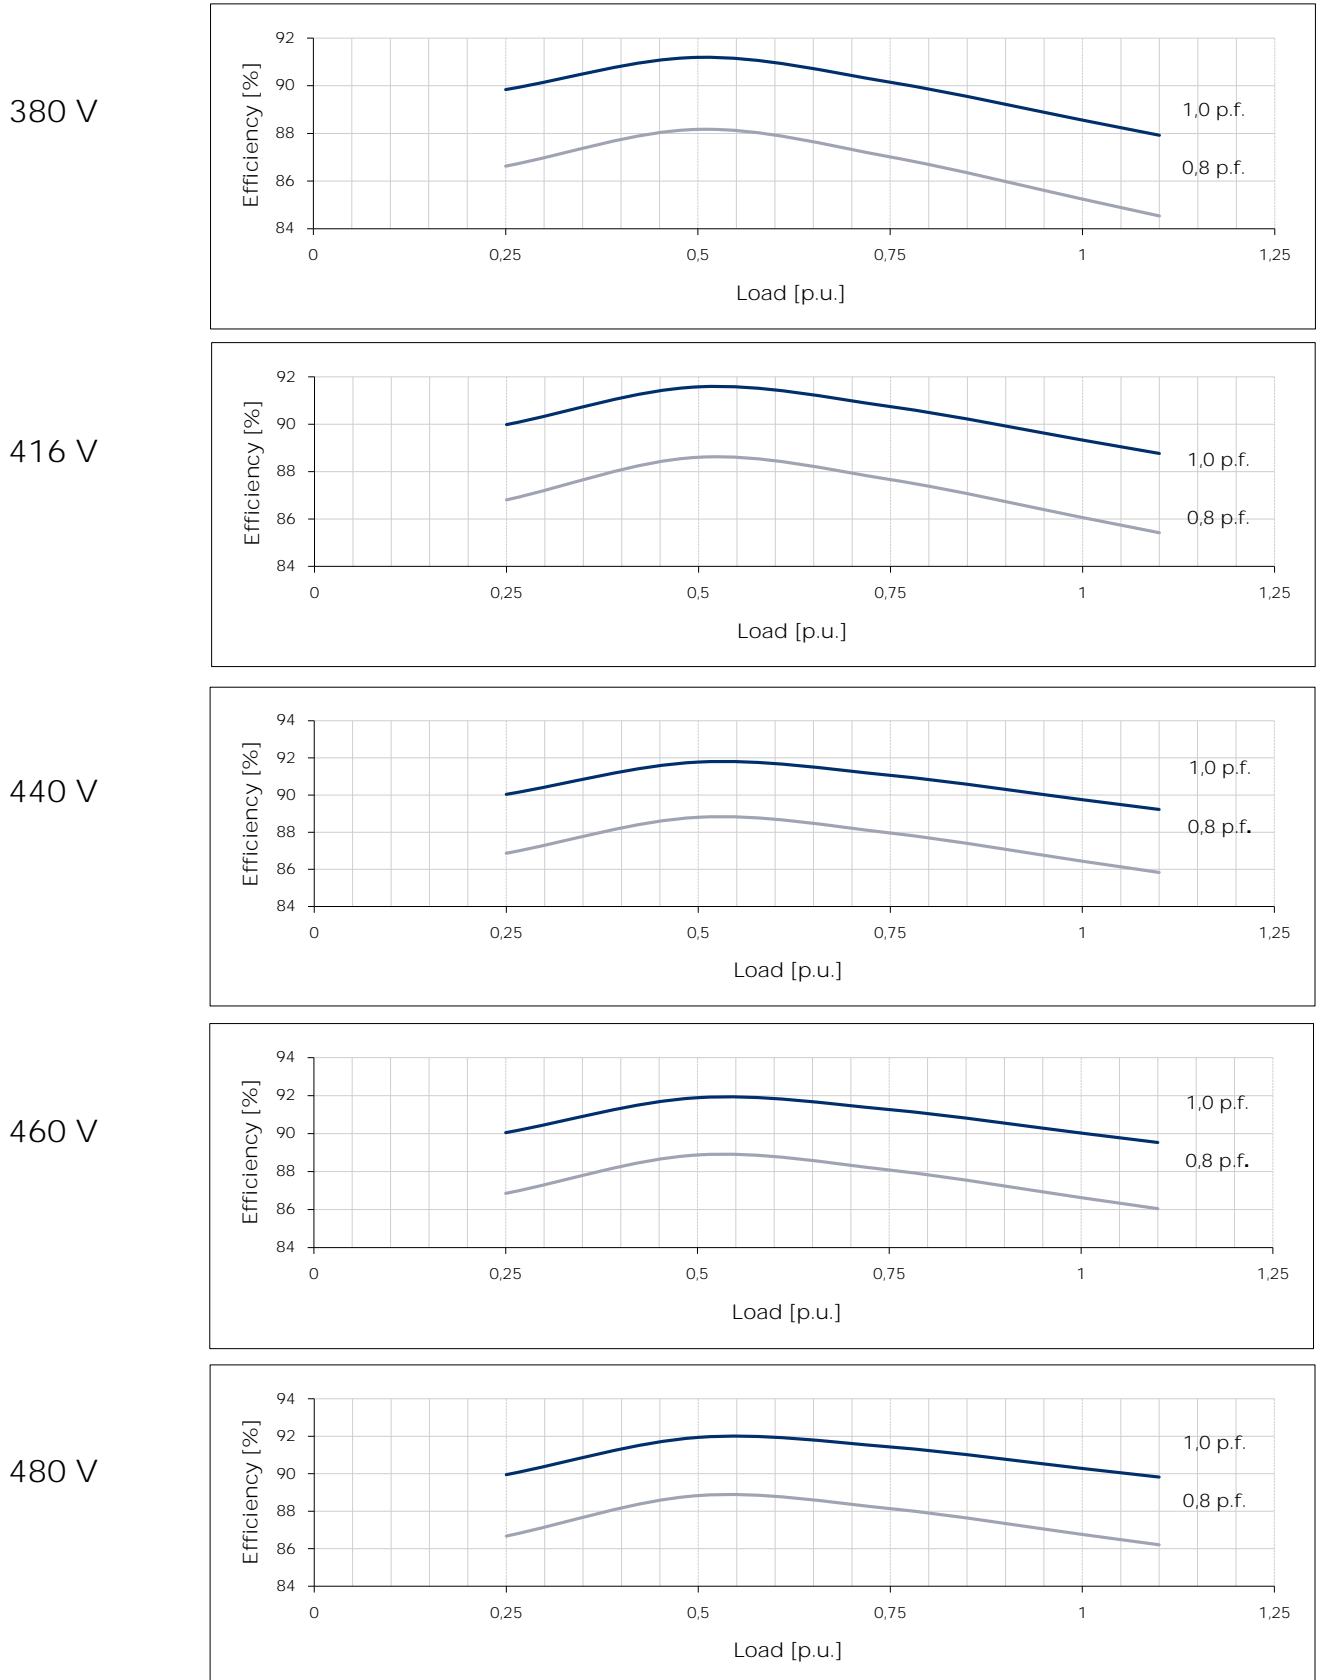 380 V
Efficiency [%]
92
90
88
86
84
1,0 p.f.
0,8 p.f.
0 0,25 0,5 0,75 1 1,25
Load [p.u.]
416 V
Efficiency [%]
92
90
88
86
84
1,0 p.f.
0,8 p.f.
0 0,25 0,5 0,75 1 1,25
Load [p.u.]
440 V
Efficiency [%]
94
92
90
88
86
84
1,0 p.f.
0,8 p.f.
0 0,25 0,5 0,75 1 1,25
Load [p.u.]
460 V
Efficiency [%]
94
92
90
88
86
84
1,0 p.f.
0,8 p.f.
0 0,25 0,5 0,75 1 1,25
Load [p.u.]
480 V
Efficiency [%]
94
92
90
88
86
84
1,0 p.f.
0,8 p.f.
0 0,25 0,5 0,75 1 1,25
Load [p.u.]